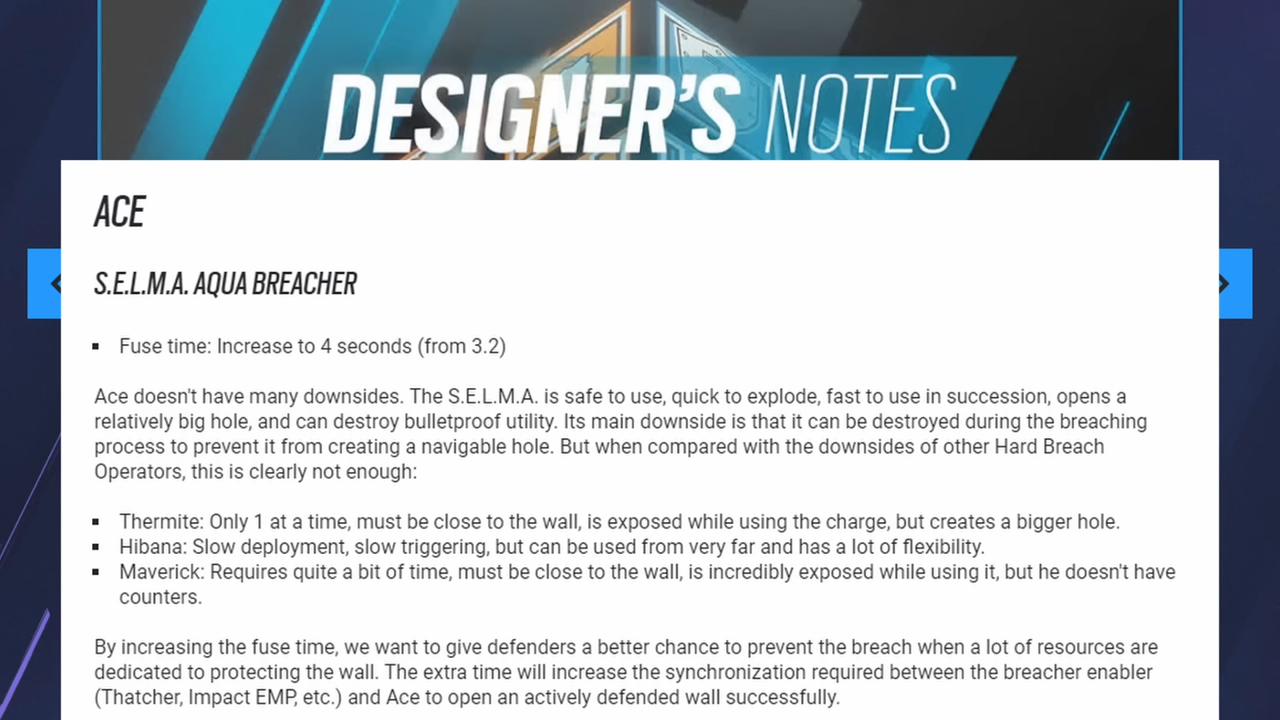 DESIGNER'S NOTES
ACE
S.E.L.M.A. AQUA BREACHER
▪ Fuse time: Increase to 4 seconds (from 3.2)
Ace doesn't have many downsides. The S.E.L.M.A. is safe to use, quick to explode, fast to use in succession, opens a
relatively big hole, and can destroy bulletproof utility. Its main downside is that it can be destroyed during the breaching
process to prevent it from creating a navigable hole. But when compared with the downsides of other Hard Breach
Operators, this is clearly not enough:
▪ Thermite: Only 1 at a time, must be close to the wall, is exposed while using the charge, but creates a bigger hole.
▪ Hibana: Slow deployment, slow triggering, but can be used from very far and has a lot of flexibility.
▪ Maverick: Requires quite a bit of time, must be close to the wall, is incredibly exposed while using it, but he doesn't have
counters.
By increasing the fuse time, we want to give defenders a better chance to prevent the breach when a lot of resources are
dedicated to protecting the wall. The extra time will increase the synchronization required between the breacher enabler
(Thatcher, Impact EMP, etc.) and Ace to open an actively defended wall successfully.